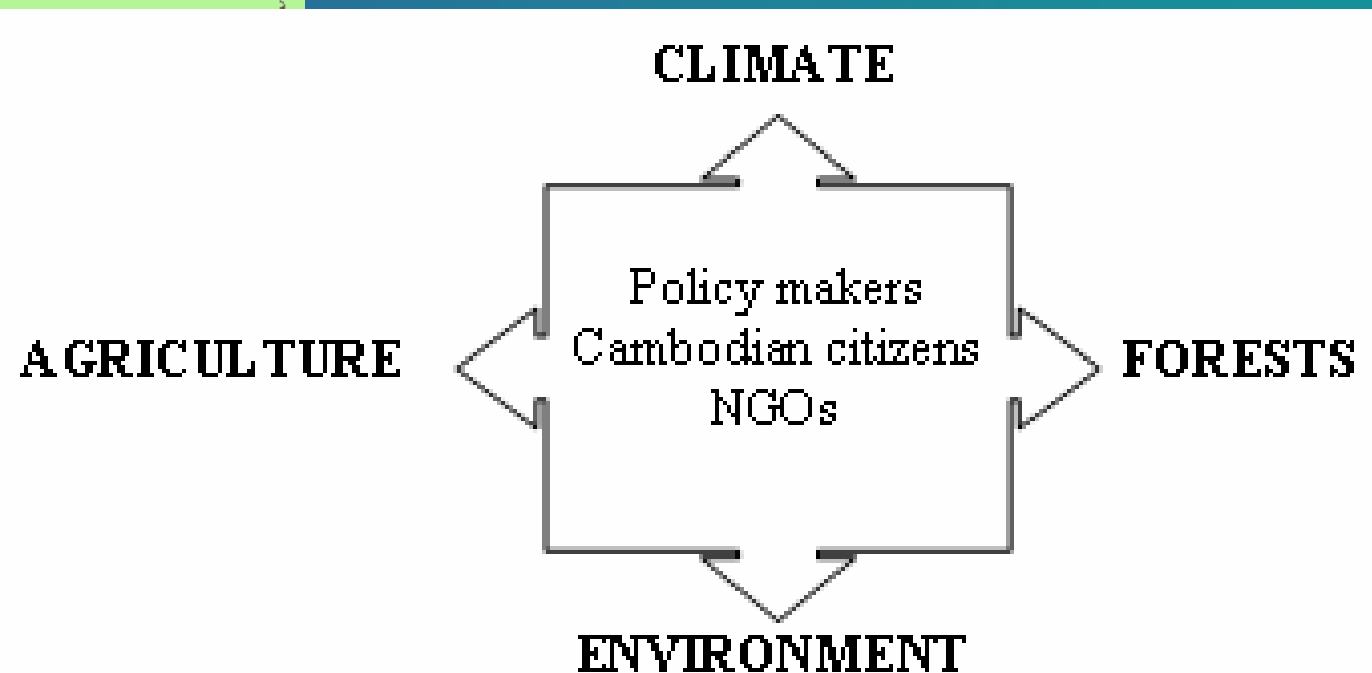 CLIMATE
Policy makers
AGRICULTURE
Cambodian citizens
FORESTS
NGOs
ENVIRONMENT